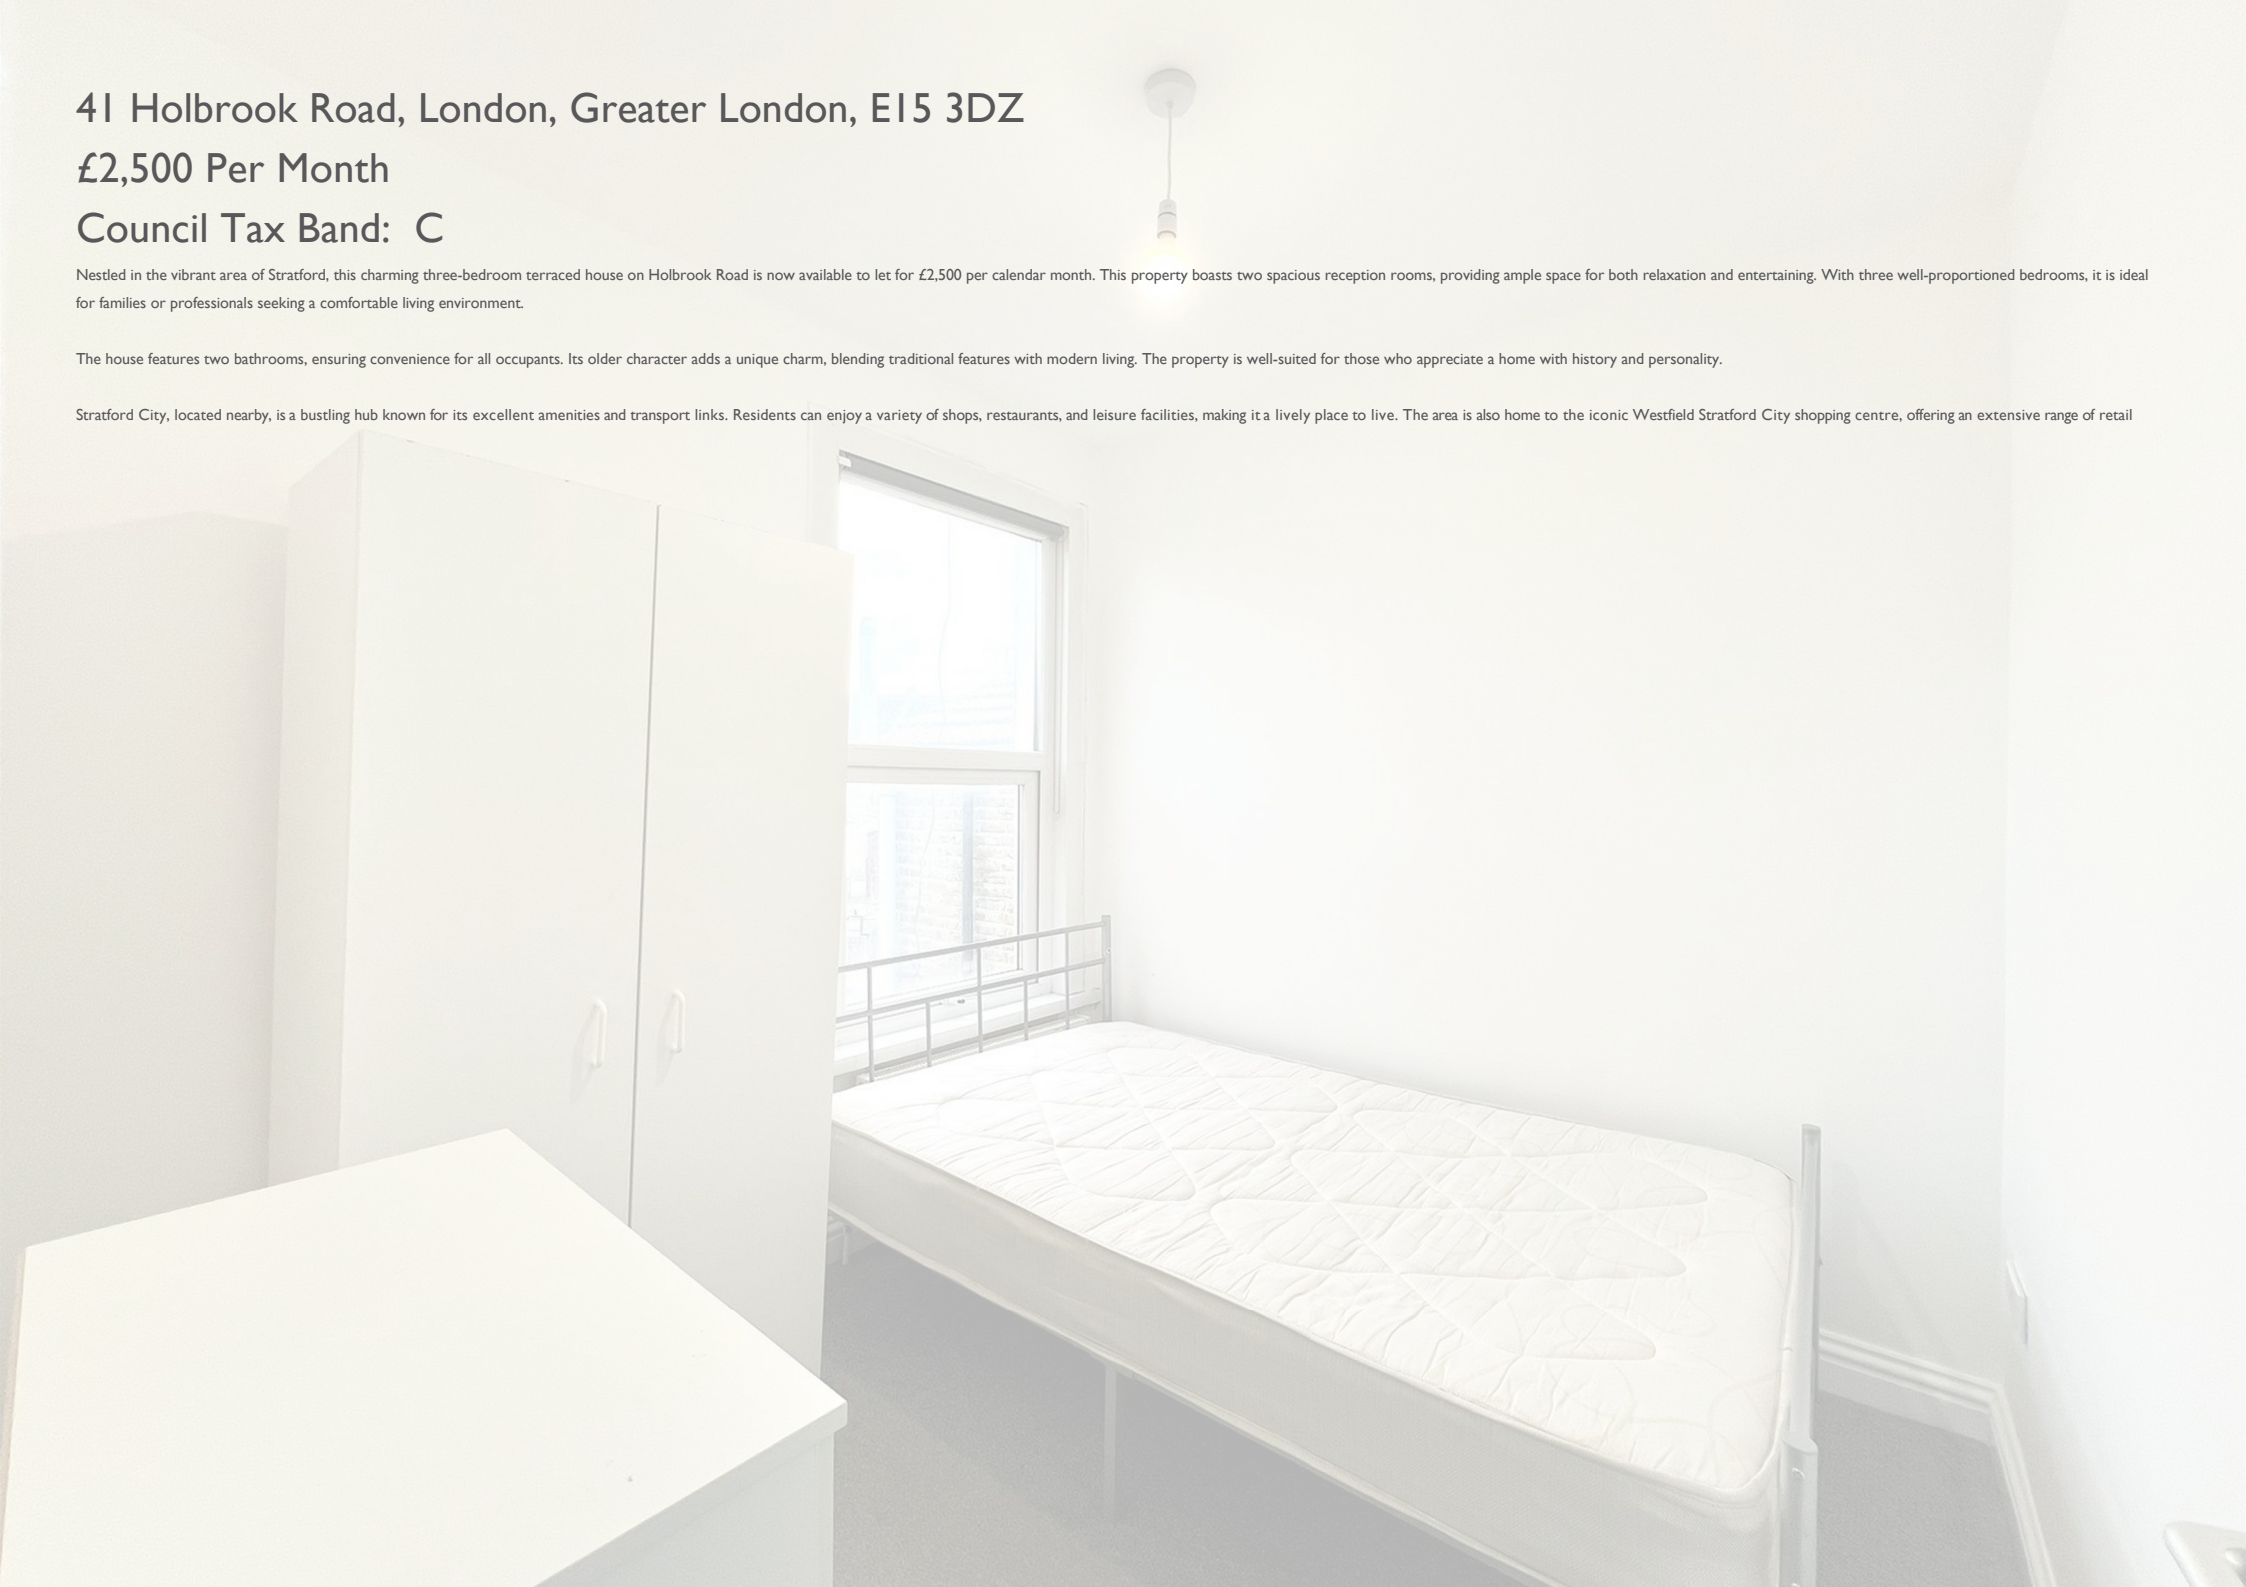 41 Holbrook Road, London, Greater London, E15 3DZ
£2,500 Per Month
Council Tax Band: C
Nestled in the vibrant area of Stratford, this charming three-bedroom terraced house on Holbrook Road is now available to let for £2,500 per calendar month. This property boasts two spacious reception rooms, providing ample space for both relaxation and entertaining. With three well-proportioned bedrooms, it is ideal
for families or professionals seeking a comfortable living environment.
The house features two bathrooms, ensuring convenience for all occupants. Its older character adds a unique charm, blending traditional features with modern living. The property is well-suited for those who appreciate a home with history and personality.
Stratford City, located nearby, is a bustling hub known for its excellent amenities and transport links. Residents can enjoy a variety of shops, restaurants, and leisure facilities, making it a lively place to live. The area is also home to the iconic Westfield Stratford City shopping centre, offering an extensive range of retail